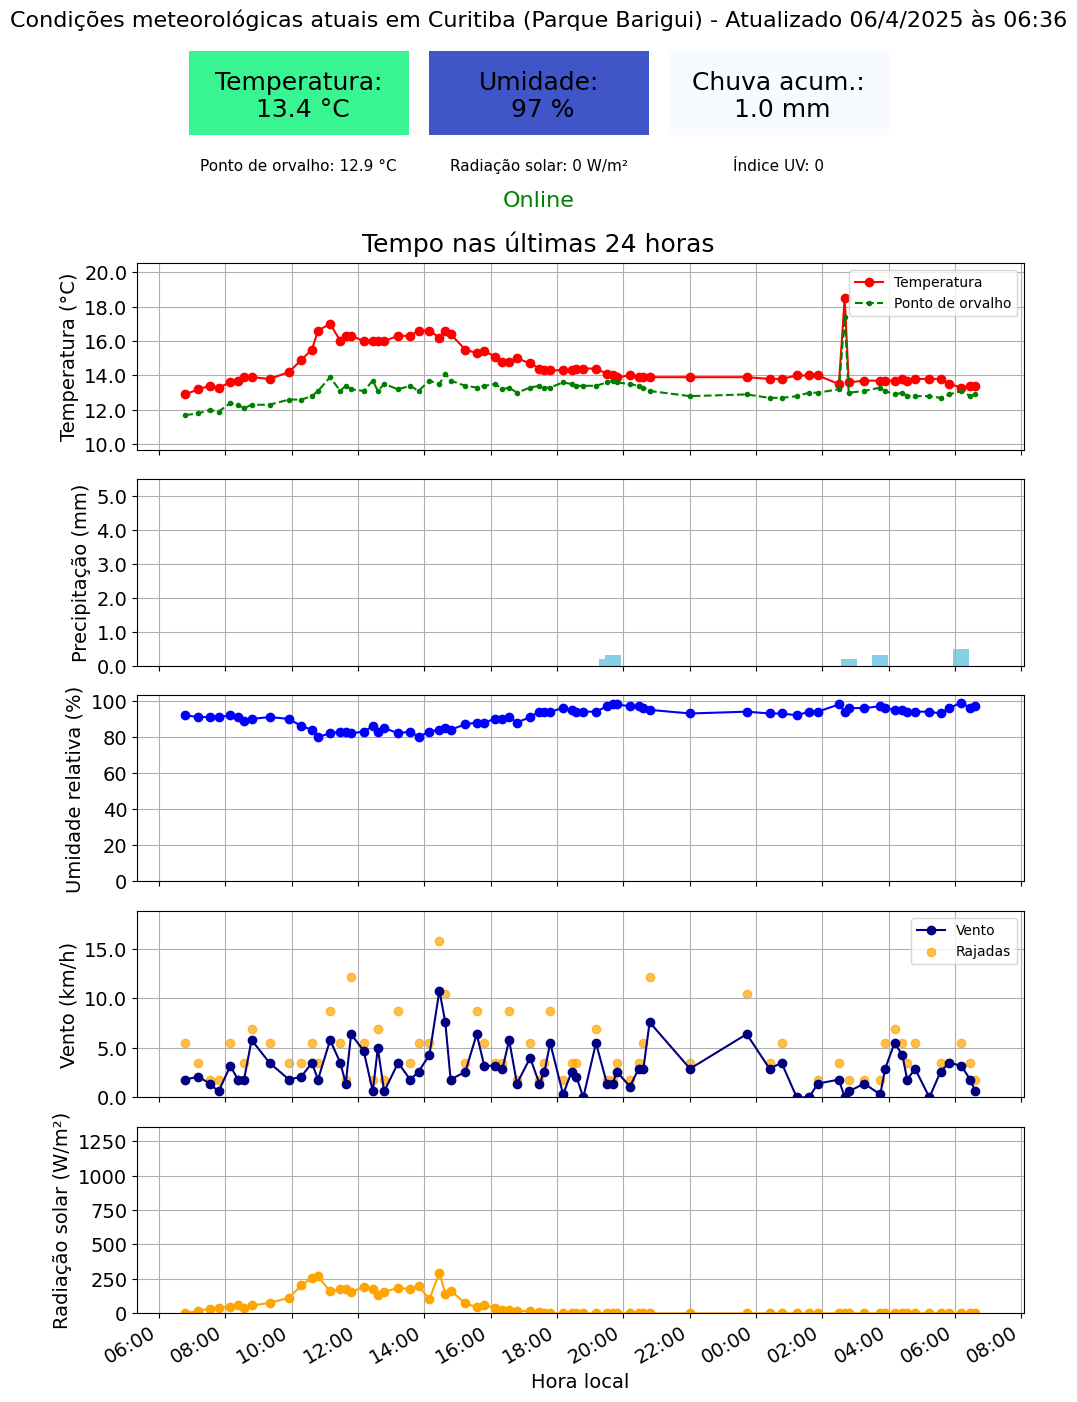 Condições meteorológicas atuais em Curitiba (Parque Barigui) - Atualizado 06/4/2025 às 06:36
Temperatura:
13.4 °C
Umidade:
97 %
Chuva acum.:
1.0 mm
Ponto de orvalho: 12.9 °C
Radiação solar: 0 W/m²
Índice UV: 0
Online
Tempo nas últimas 24 horas
Temperatura (°C)
20.0
18.0
16.0
14.0
12.0
10.0
Temperatura
Ponto de orvalho
Precipitação (mm)
5.0
4.0
3.0
2.0
1.0
0.0
Umidade relativa (%)
100
80
60
40
20
0
Vento (km/h)
15.0
10.0
5.0
0.0
Vento
Rajadas
Radiação solar (W/m²)
1250
1000
750
500
250
0
06:00
08:00
10:00
12:00
14:00
16:00
18:00
20:00
22:00
00:00
02:00
04:00
06:00
08:00
Hora local